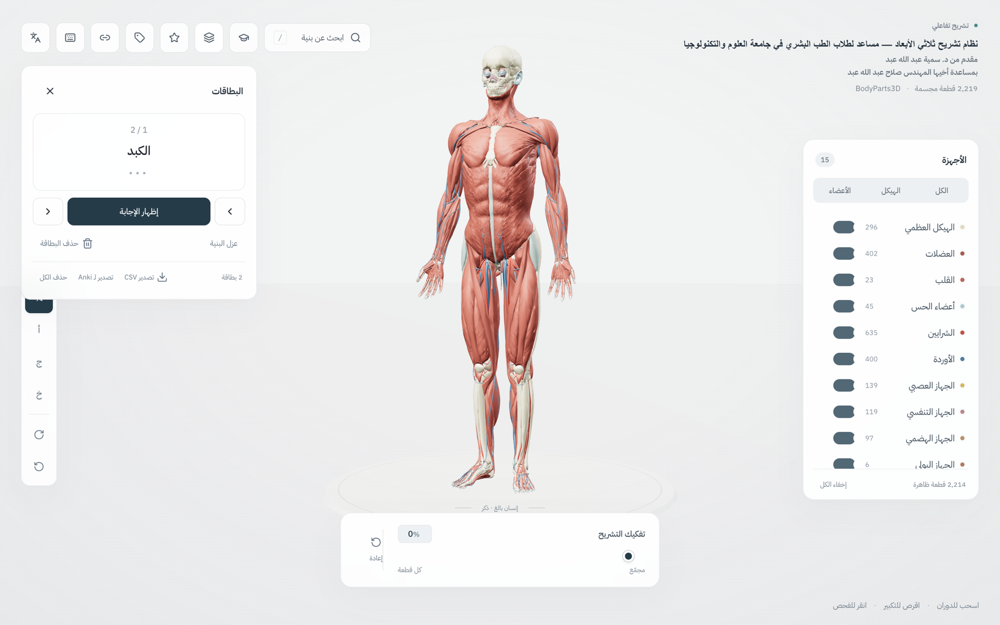 تشريح تفاعلي
نظام تشريح ثلاثي الأبعاد — مساعد لطلاب الطب البشري في جامعة العلوم والتكنولوجيا
مقدم من د. سمية عبد الله عبد
بمساعدة أخيها المهندس صلاح عبد الله عبد
2,219 قطعة مجسمة · BodyParts3D
ابحث عن بنية /
البطاقات
2 / 1
الكبد
إظهار الإجابة
عزل البنية
حذف البطاقة
2 بطاقة
تصدير CSV
تصدير لـ Anki
حذف الكل
أ
ج
خ
الأجهزة
15
الكل
الهيكل
الأعضاء
الهيكل العظمي 296
العضلات 402
القلب 23
أعضاء الحس 45
الشرايين 635
الأوردة 400
الجهاز العصبي 139
الجهاز التنفسي 119
الجهاز الهضمي 97
الجهاز البولي 6
2,214 قطعة ظاهرة
إخفاء الكل
إنسان بالغ · ذكر
تفكيك التشريح
0%
مجمّع
كل قطعة
إعادة
اسحب للدوران · اقرص للتكبير · انقر للفحص